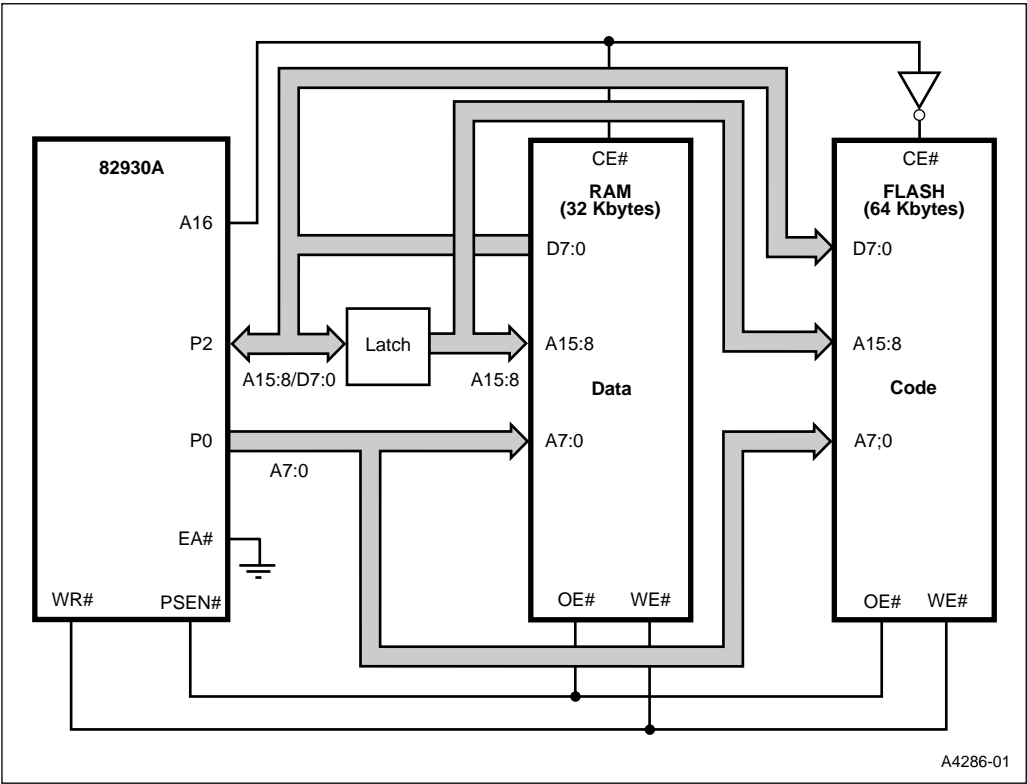 82930A
A16
P2
A15:8/D7:0
P0
A7:0
EA#
WR#
PSEN#
Latch
A15:8
CE#
RAM
(32 Kbytes)
D7:0
A15:8
Data
A7:0
OE#
WE#
CE#
FLASH
(64 Kbytes)
D7:0
A15:8
Code
A7;0
OE#
WE#
A4286-01